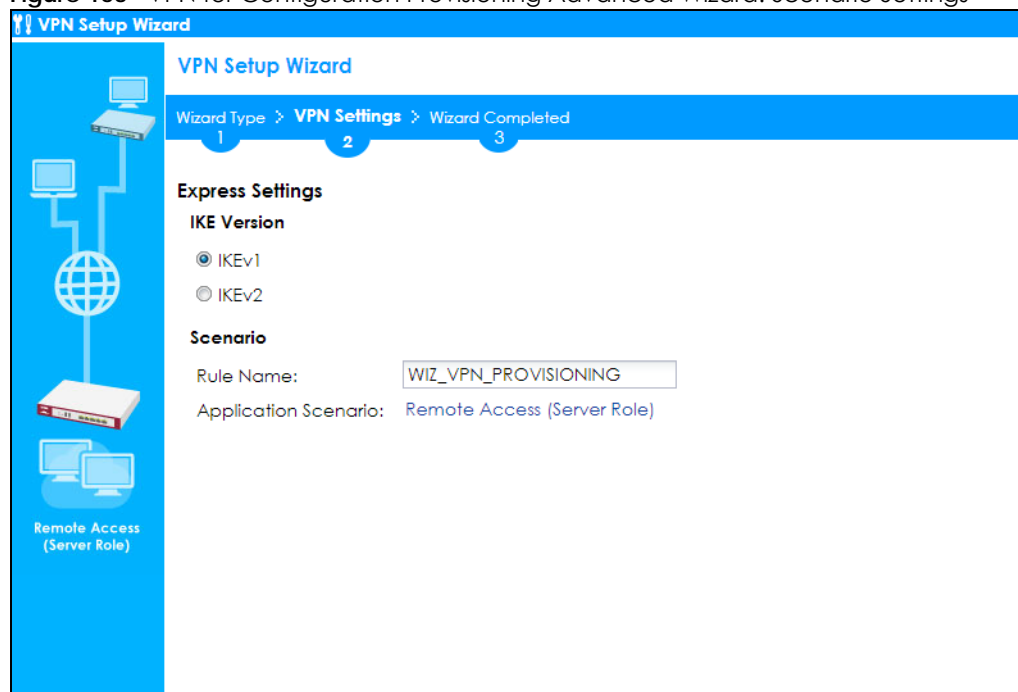 VPN Setup Wizard
VPN Setup Wizard
Wizard Type > VPN Settings > Wizard Completed
1 2 3
Express Settings
IKE Version
IKEv1
IKEv2
Scenario
Rule Name: WIZ_VPN_PROVISIONING
Application Scenario: Remote Access (Server Role)
Remote Access
(Server Role)